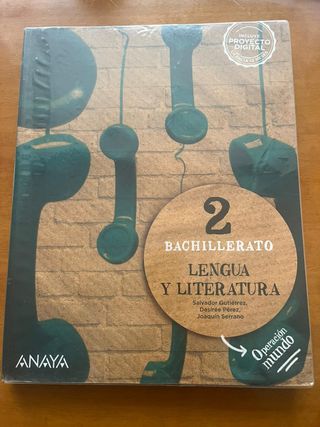 INCLUYE
PROYECTO
DIGITAL
2
BACHILLERATO
LENGUA
Y LITERATURA
Salvador Gutiérrez,
Desirée Pérez,
Joaquín Serrano
Operación
mundo
ANAYA